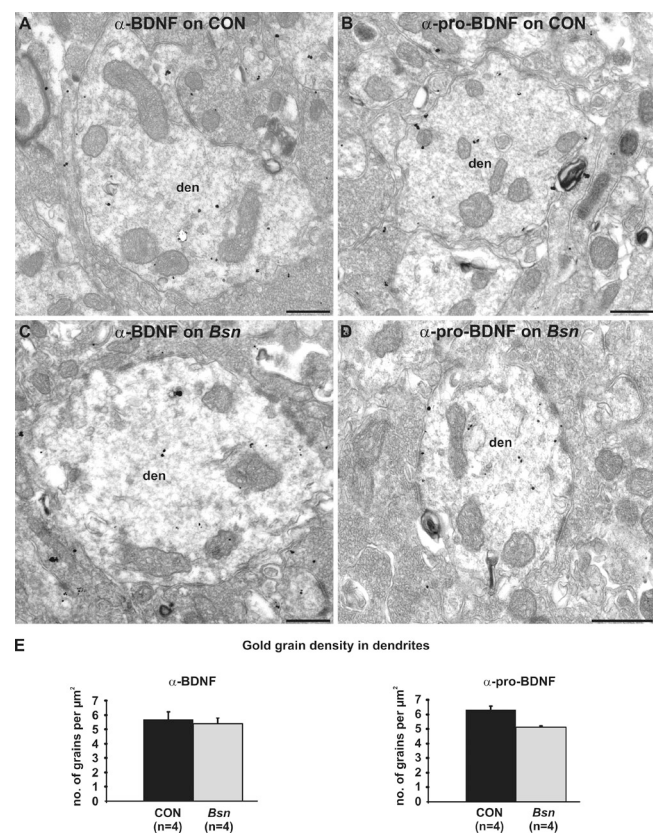 A α-BDNF on CON
B α-pro-BDNF on CON
den
den
C α-BDNF on Bsn
D α-pro-BDNF on Bsn
den
den
E Gold grain density in dendrites
α-BDNF
no. of grains per µm²
7
6
5
4
3
2
1
0
CON
(n=4)
Bsn
(n=4)
α-pro-BDNF
no. of grains per µm²
7
6
5
4
3
2
1
0
CON
(n=4)
Bsn
(n=4)